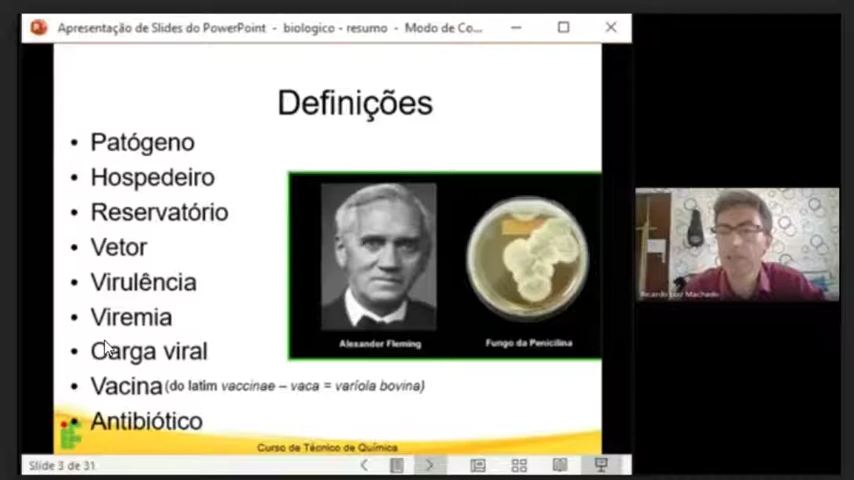 Apresentação de Slides do PowerPoint - biologico - resumo - Modo de Co...
Definições
• Patógeno
• Hospedeiro
• Reservatório
• Vetor
• Virulência
• Viremia
• Carga viral
• Vacina (do latim vaccinae – vaca = varíola bovina)
• Antibiótico
Alexander Fleming
Fungo da Penicilina
Curso de Técnico de Química
Slide 3 de 31
Ricardo Luiz Machado